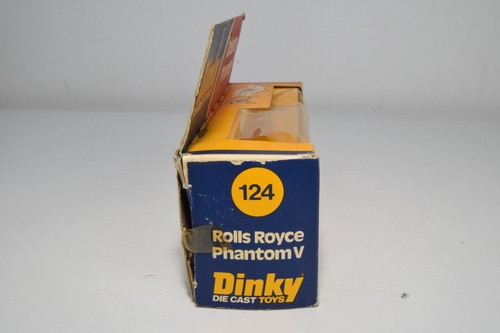 124
Rolls Royce
Phantom V
Dinky
DIE CAST TOYS